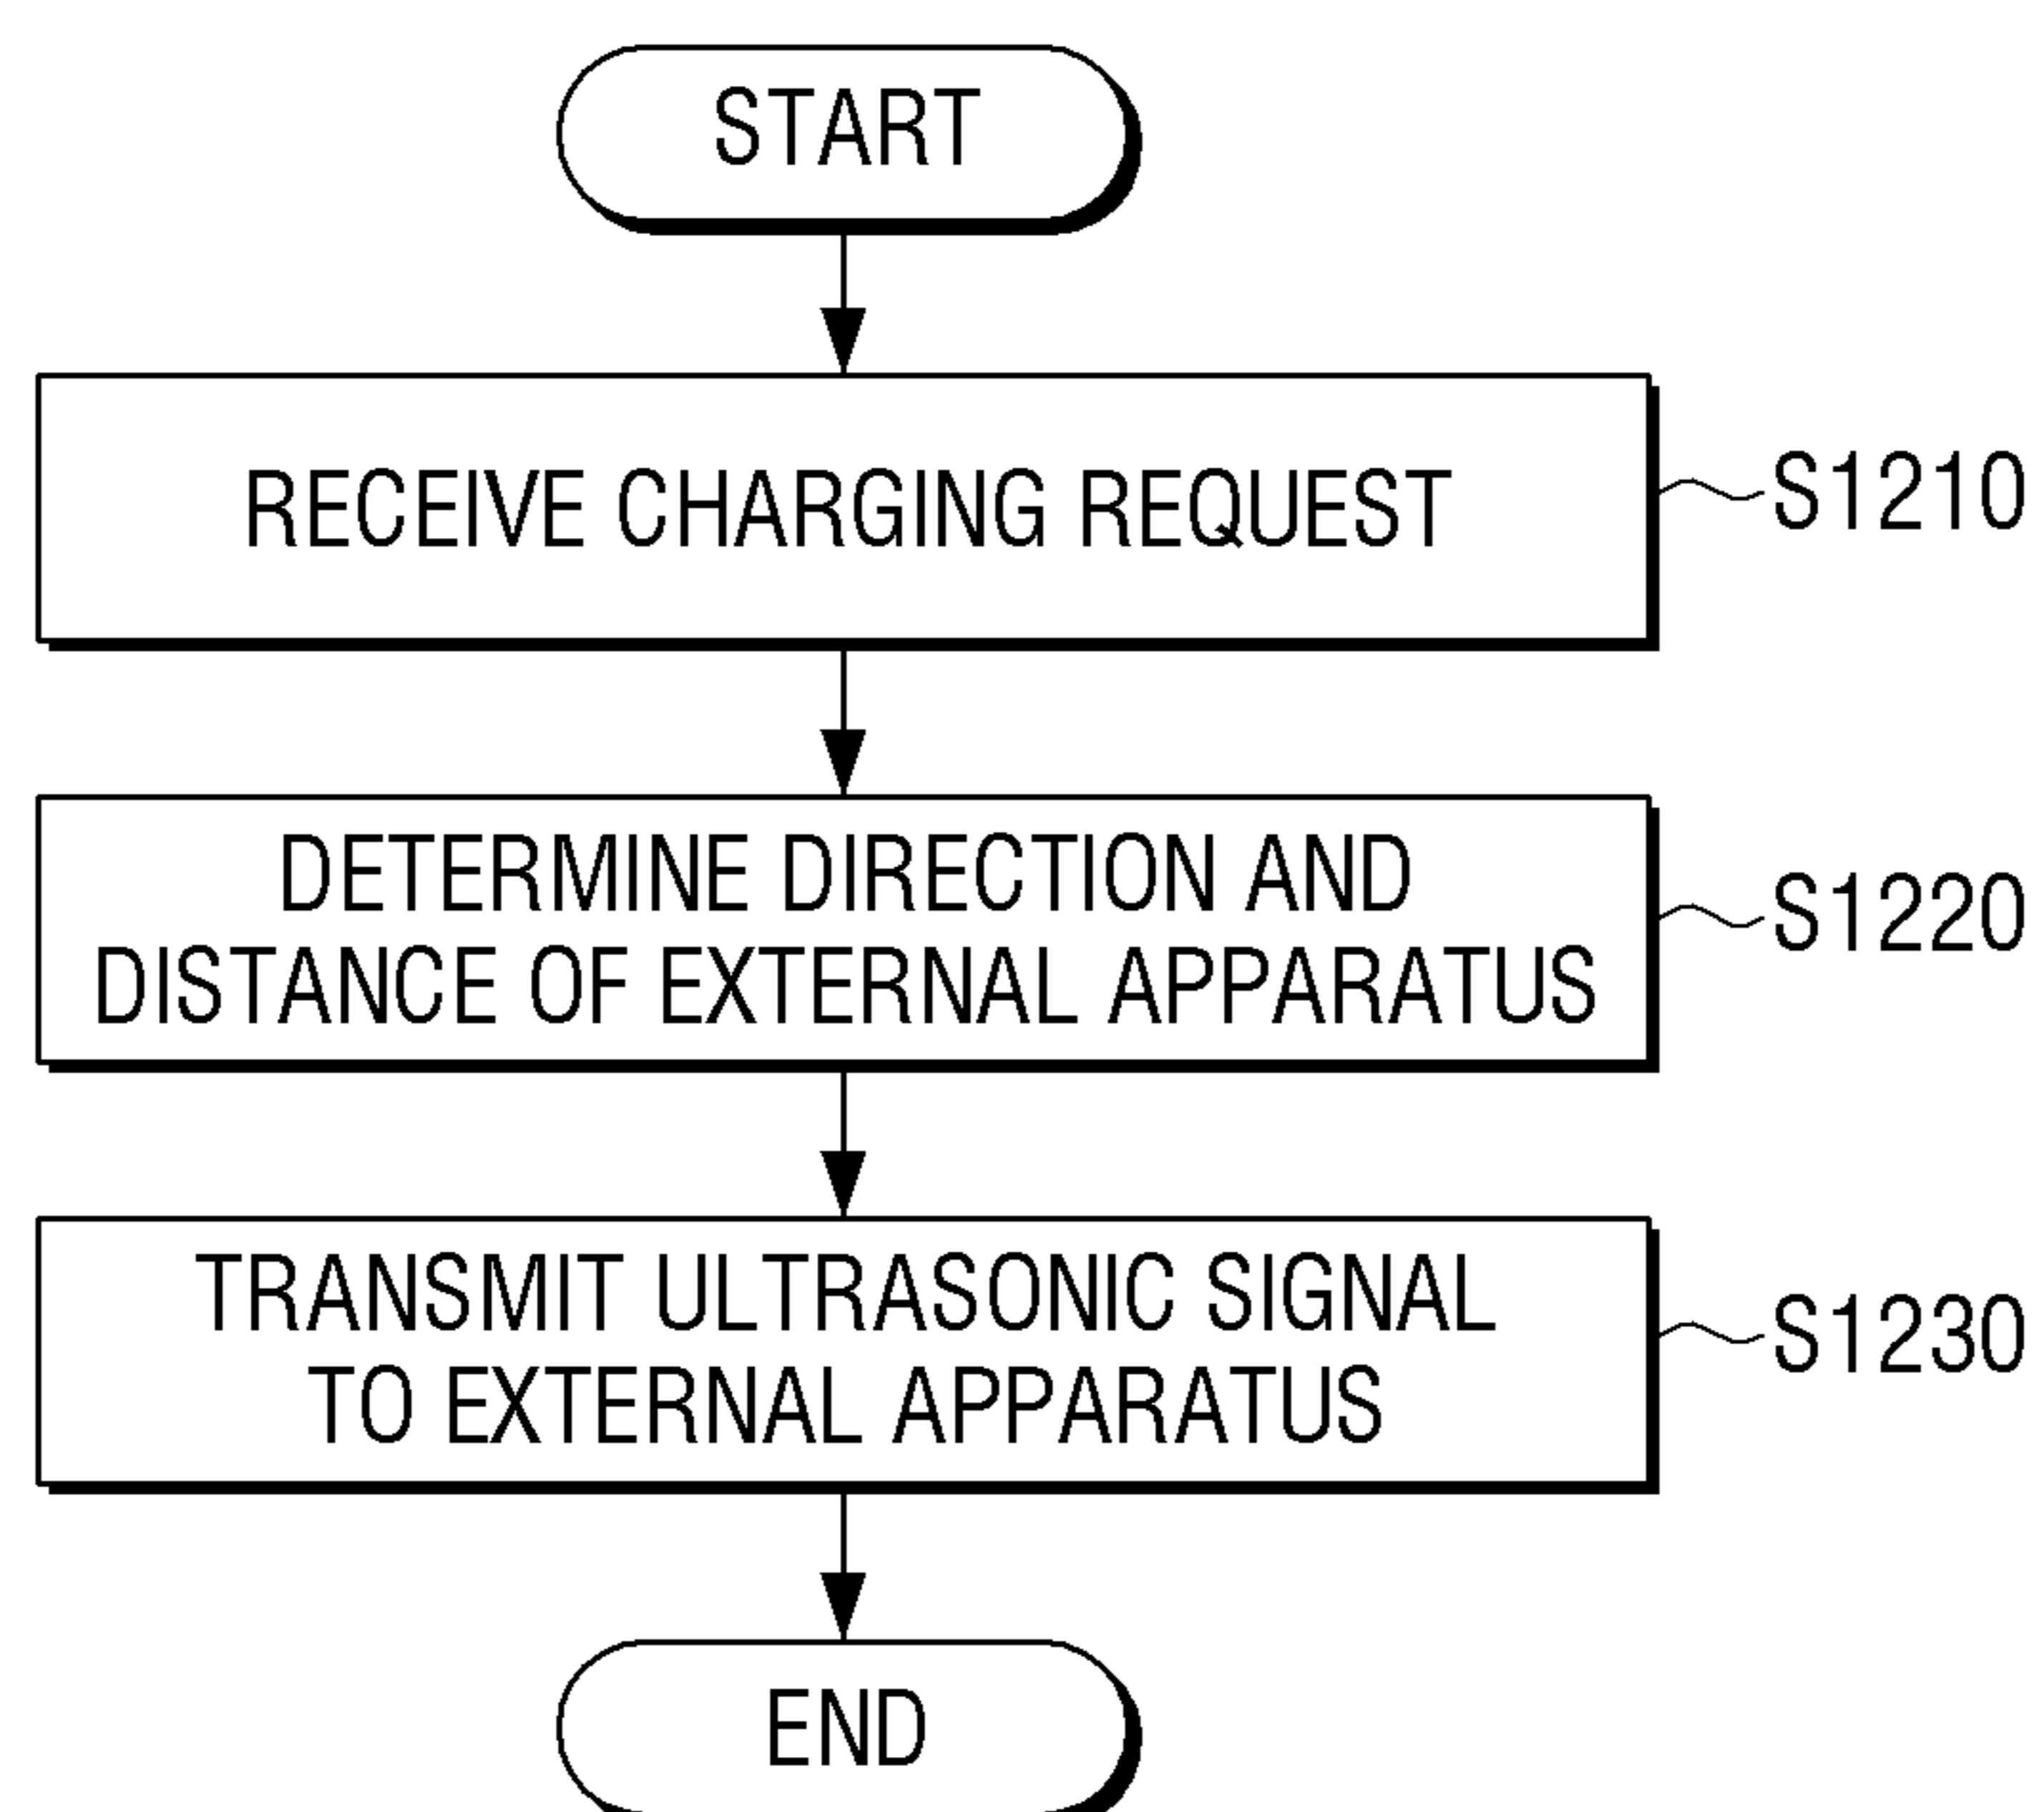 START
RECEIVE CHARGING REQUEST
S1210
DETERMINE DIRECTION AND
DISTANCE OF EXTERNAL APPARATUS
S1220
TRANSMIT ULTRASONIC SIGNAL
TO EXTERNAL APPARATUS
S1230
END